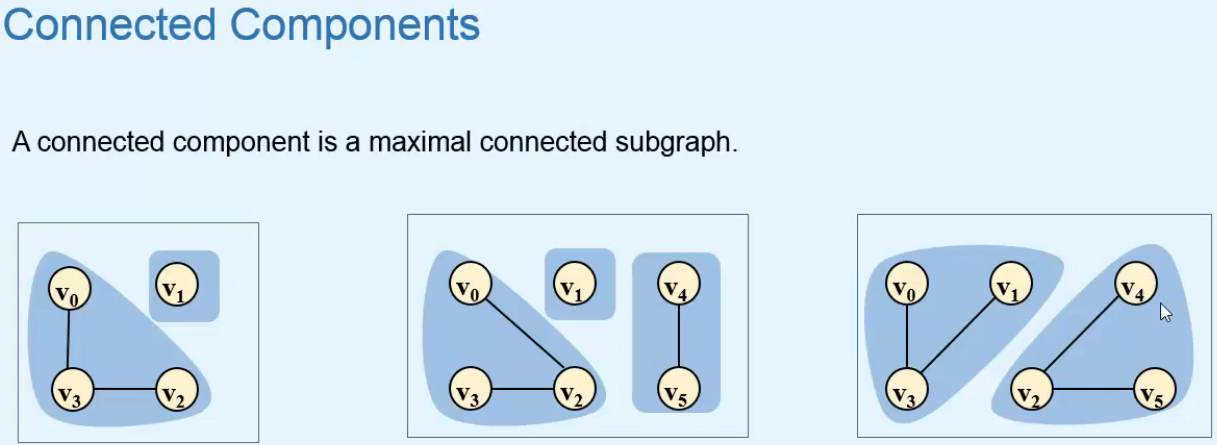 Connected Components
A connected component is a maximal connected subgraph.
v0 v1
v3 v2
v0 v1 v4
v3 v2 v5
v0 v1 v4
v3 v2 v5